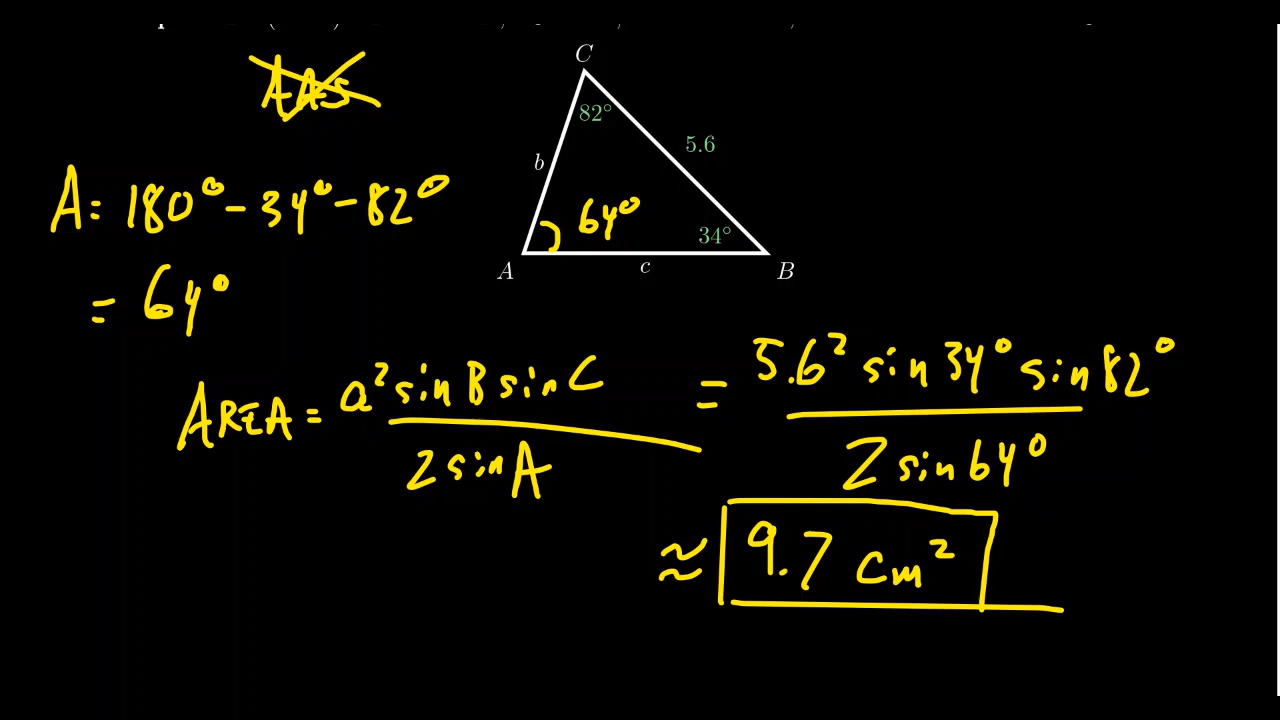 AAS
C
82°
5.6
b
A = 180° - 34° - 82°
64°
34°
A
c
B
= 64°
AREA = a² sin B sin C / 2 sin A = 5.6² sin 34° sin 82° / 2 sin 64°
≈ 9.7 cm²